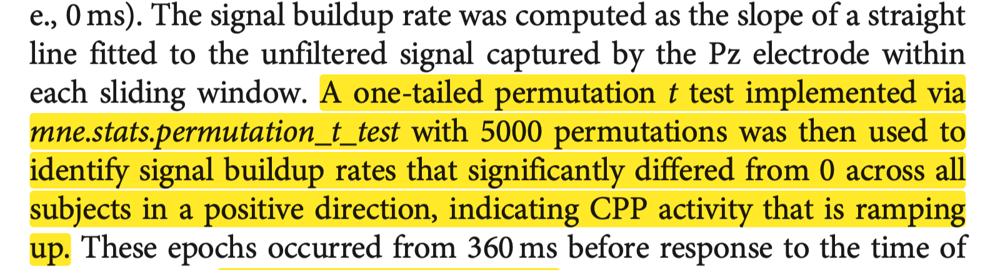 e., 0 ms). The signal buildup rate was computed as the slope of a straight
line fitted to the unfiltered signal captured by the Pz electrode within
each sliding window. A one-tailed permutation t test implemented via
mne.stats.permutation_t_test with 5000 permutations was then used to
identify signal buildup rates that significantly differed from 0 across all
subjects in a positive direction, indicating CPP activity that is ramping
up. These epochs occurred from 360 ms before response to the time of